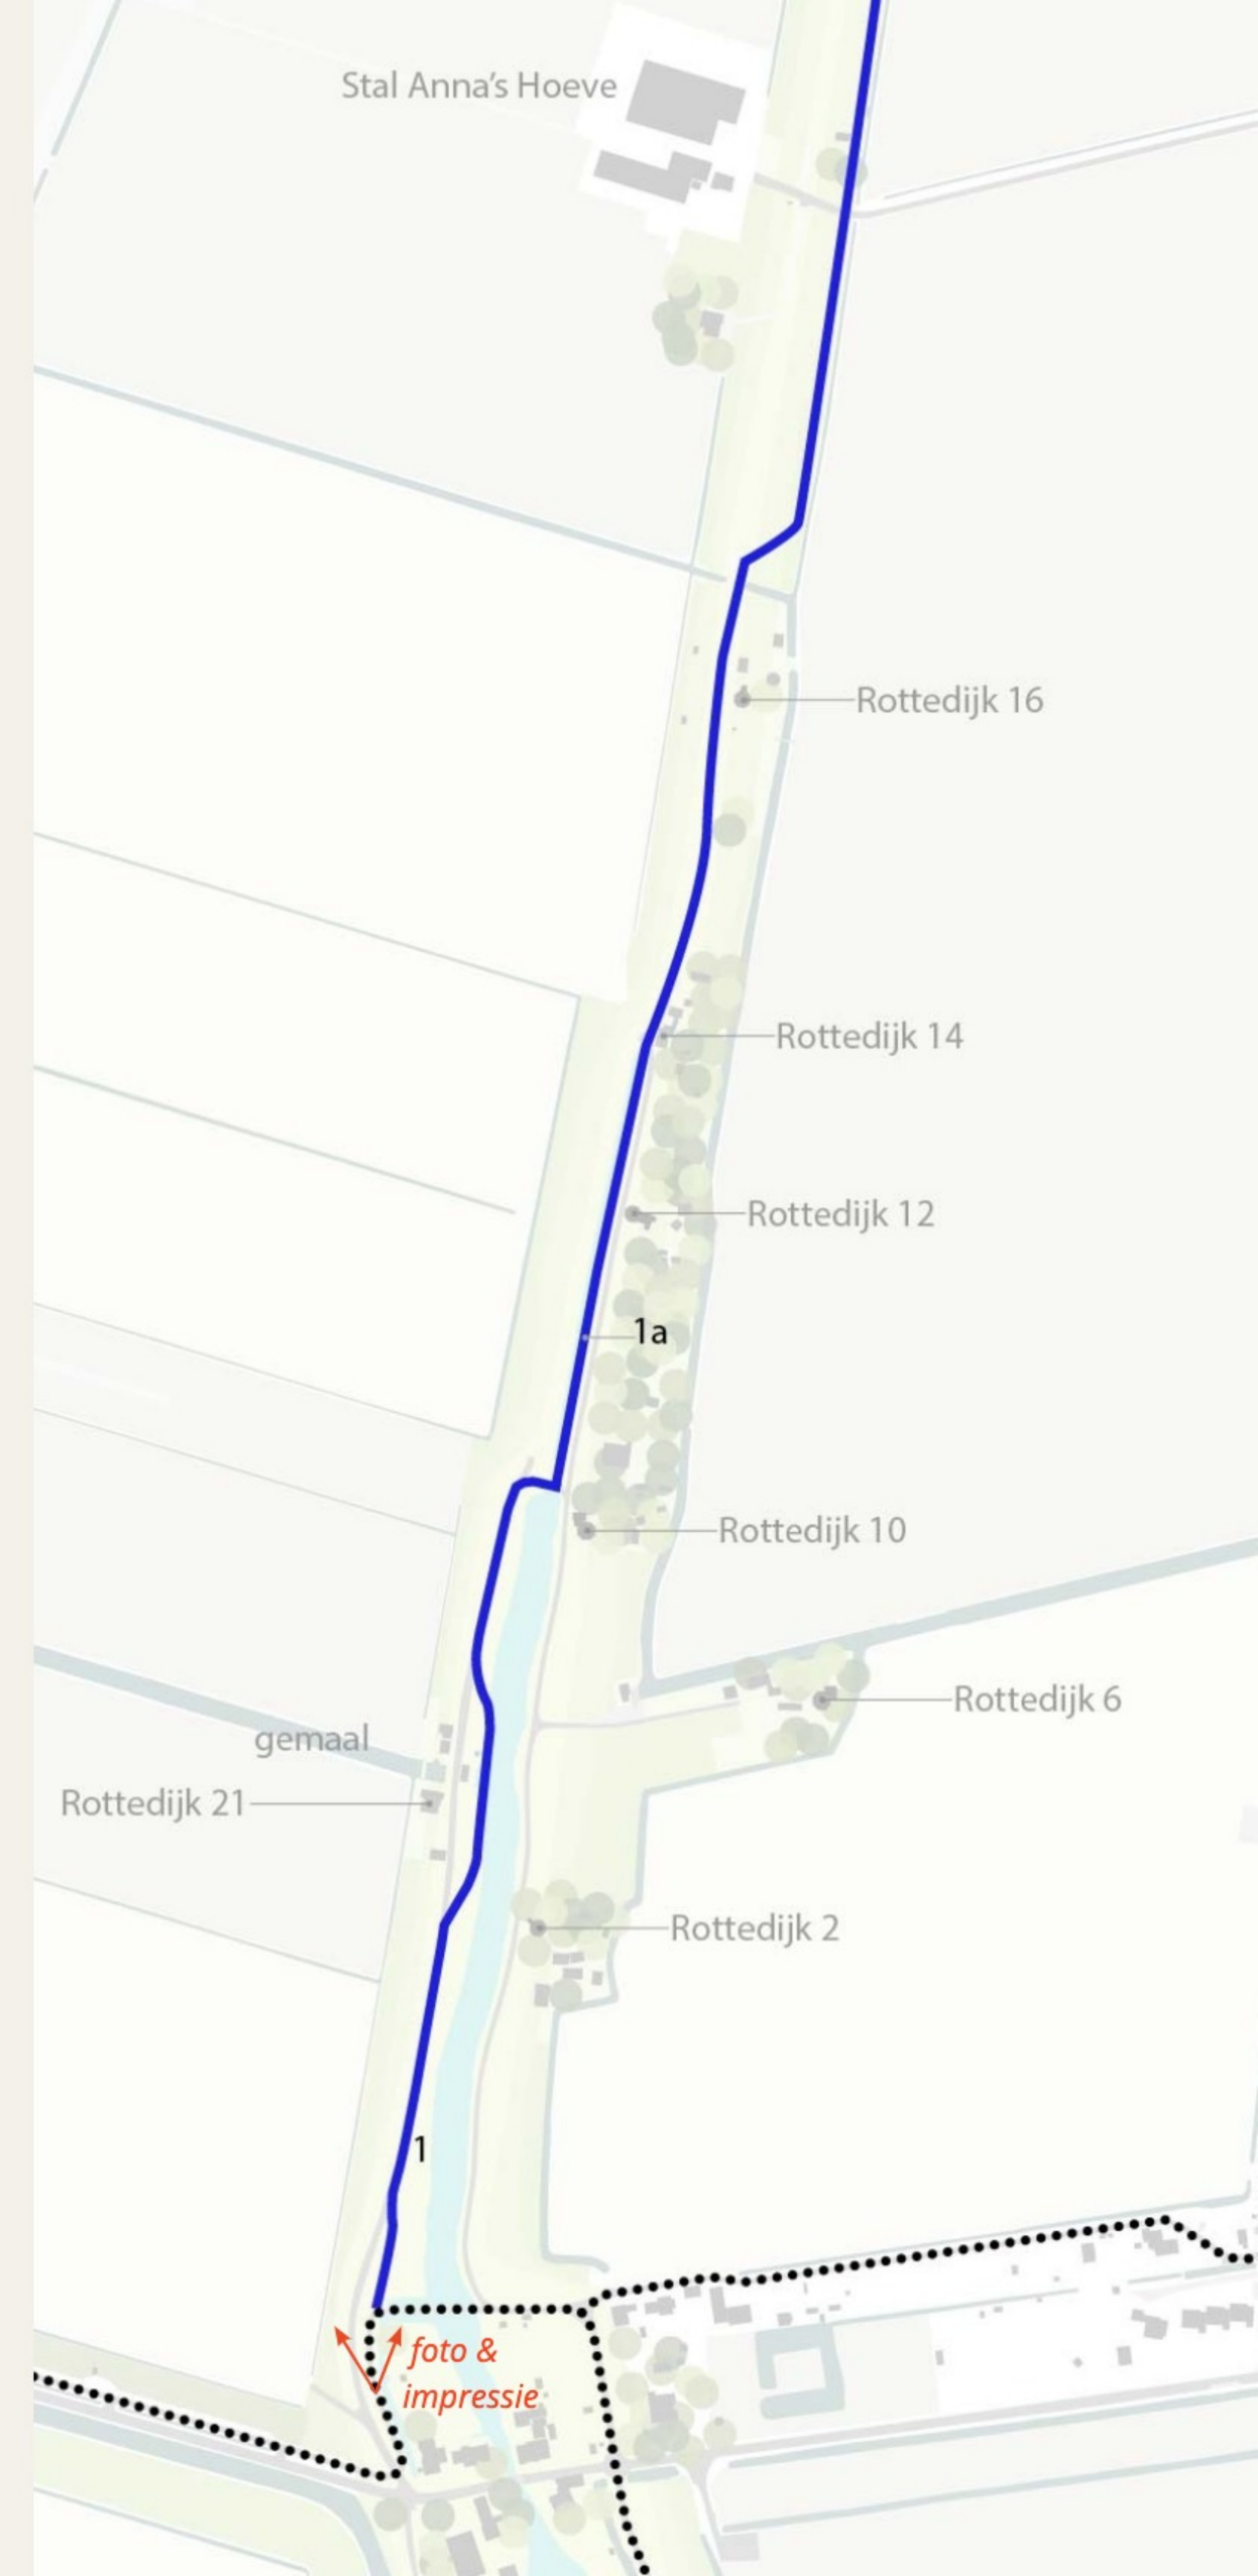 Stal Anna's Hoeve
Rottedijk 16
Rottedijk 14
Rottedijk 12
1a
Rottedijk 10
Rottedijk 6
gemaal
Rottedijk 21
Rottedijk 2
1
foto &
impressie